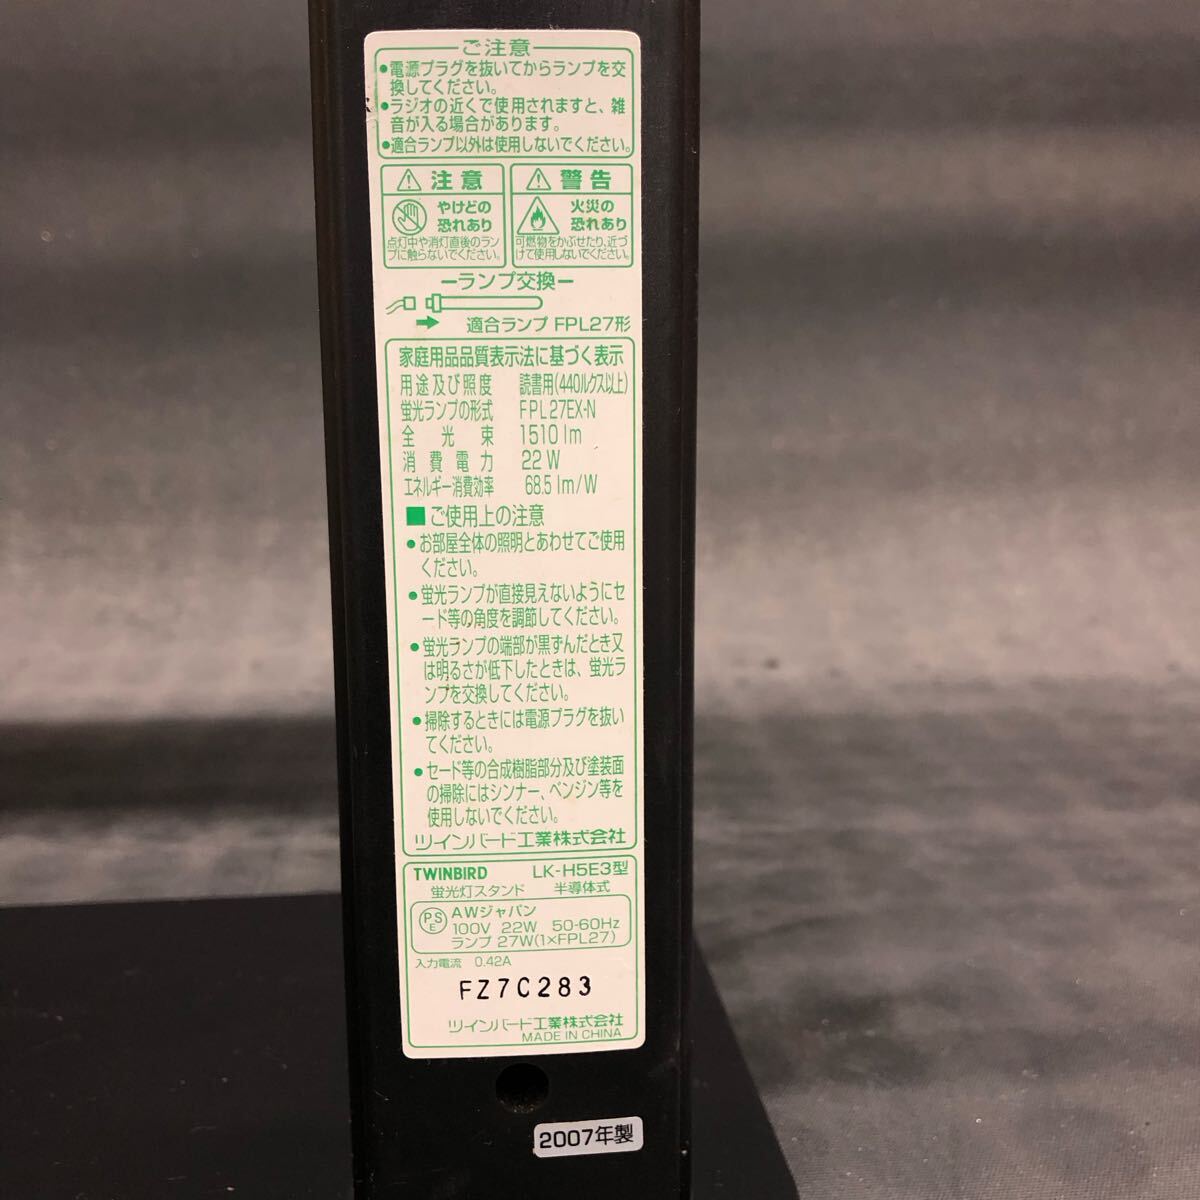 ご注意
●電源プラグを抜いてからランプを交
換してください。
●ラジオの近くで使用されますと、雑
音が入る場合があります。
●適合ランプ以外は使用しないでください。
⚠注意
やけどの
恐れあり
点灯中や消灯直後のラン
プに触らないでください。
⚠警告
火災の
恐れあり
可燃物をかぶせたり、近づ
けて使用しないでください。
ーランプ交換ー
適合ランプ FPL27形
家庭用品品質表示法に基づく表示
用途及び照度 読書用(440ルクス以上)
蛍光ランプの形式 FPL27EX-N
全光束 1510 lm
消費電力 22 W
エネルギー消費効率 68.5 lm/W
■ご使用上の注意
●お部屋全体の照明とあわせてご使用
ください。
●蛍光ランプが直接見えないようにセ
ード等の角度を調節してください。
●蛍光ランプの端部が黒ずんだとき又
は明るさが低下したときは、蛍光ラ
ンプを交換してください。
●掃除するときには電源プラグを抜い
てください。
●セード等の合成樹脂部分及び塗装面
の掃除にはシンナー、ベンジン等を
使用しないでください。
ツインバード工業株式会社
TWINBIRD LK-H5E3型
蛍光灯スタンド 半導体式
PSE AWジャパン
100V 22W 50-60Hz
ランプ 27W(1×FPL27)
入力電流 0.42A
FZ7C283
ツインバード工業株式会社
MADE IN CHINA
2007年製